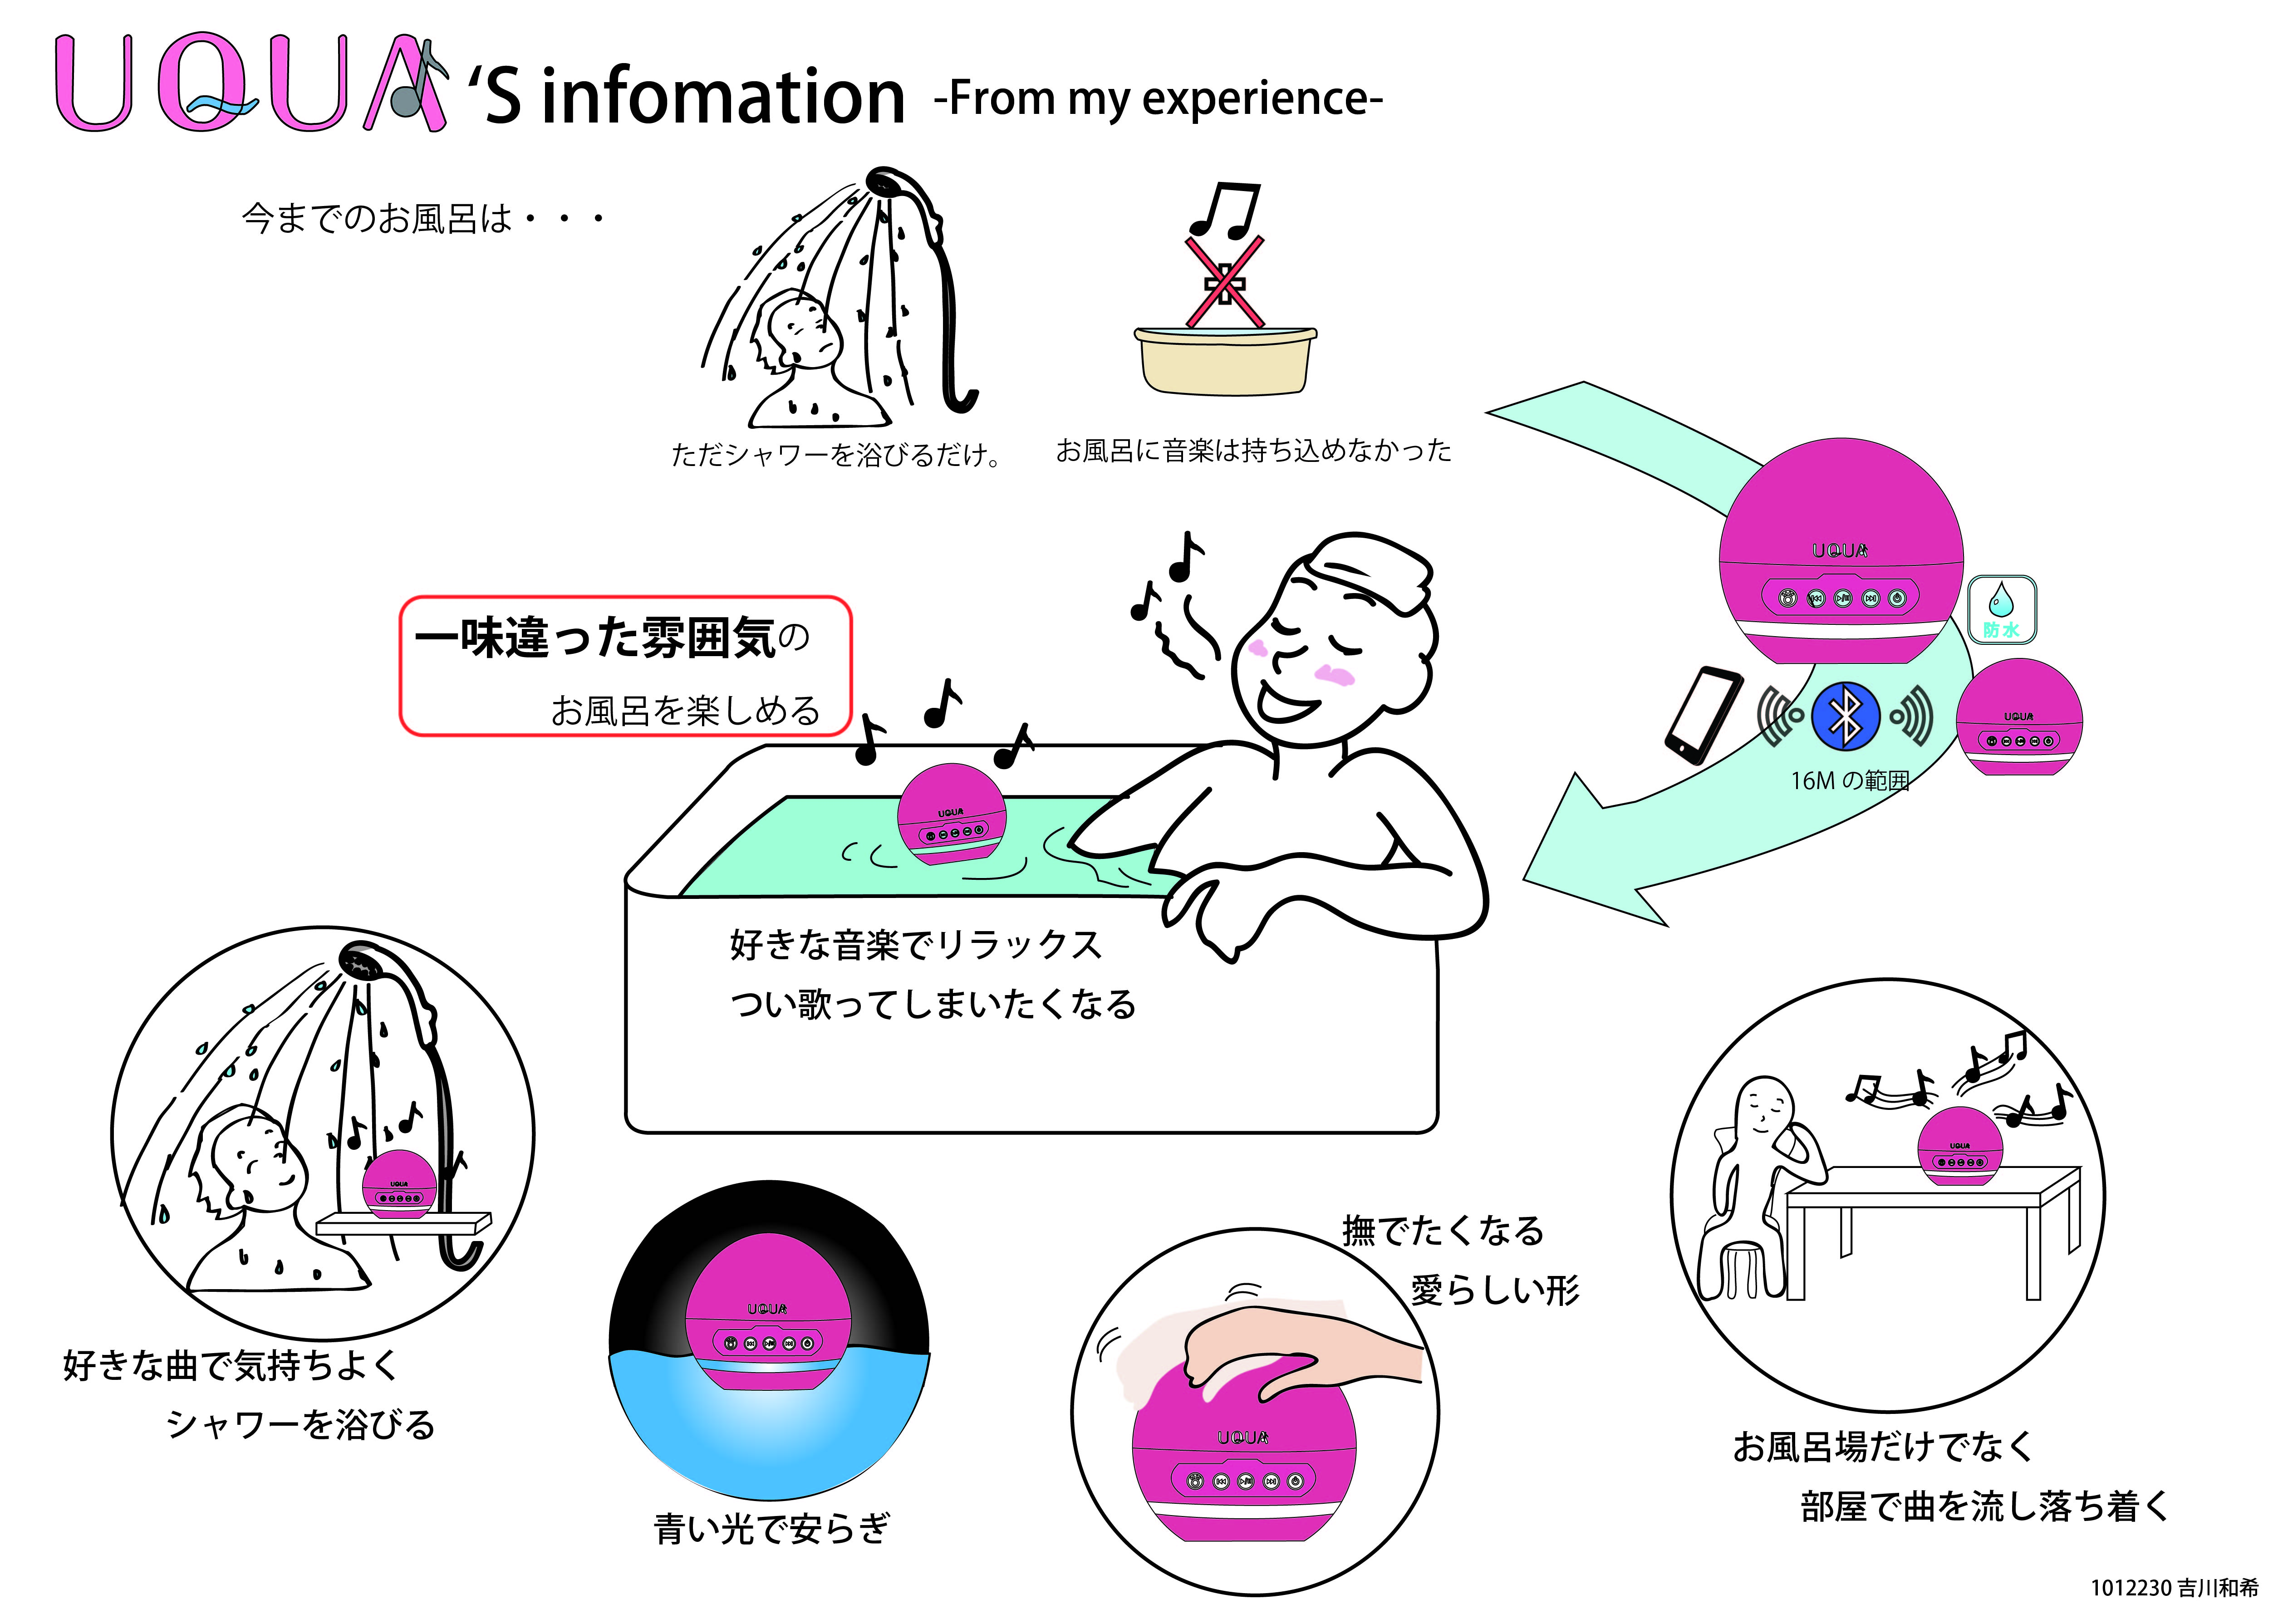 UQUA 'S infomation -From my experience-
今までのお風呂は・・・
ただシャワーを浴びるだけ。
お風呂に音楽は持ち込めなかった
UQUA
防水
UQUA
16M の範囲
一味違った雰囲気の
お風呂を楽しめる
UQUA
好きな音楽でリラックス
つい歌ってしまいたくなる
UQUA
好きな曲で気持ちよく
シャワーを浴びる
UQUA
青い光で安らぎ
撫でたくなる
愛らしい形
UQUA
UQUA
お風呂場だけでなく
部屋で曲を流し落ち着く
1012230 吉川和希